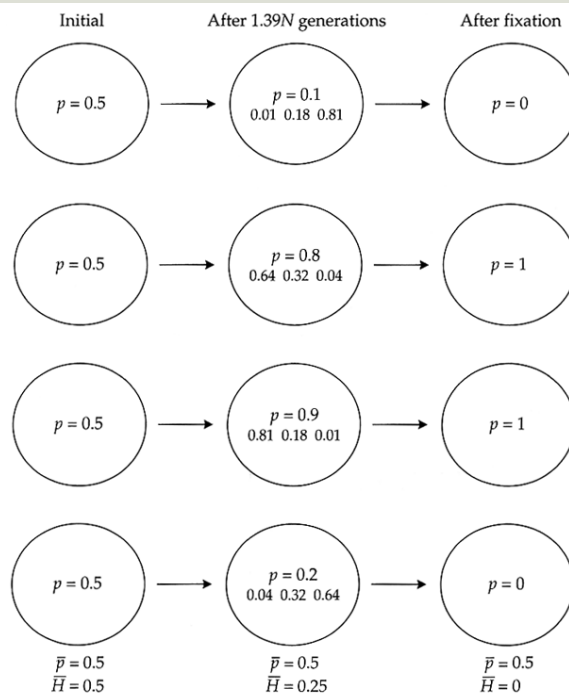 Initial After 1.39N generations After fixation
p = 0.5 p = 0.1 p = 0
0.01 0.18 0.81
p = 0.5 p = 0.8 p = 1
0.64 0.32 0.04
p = 0.5 p = 0.9 p = 1
0.81 0.18 0.01
p = 0.5 p = 0.2 p = 0
0.04 0.32 0.64
p̅ = 0.5 p̅ = 0.5 p̅ = 0.5
H̅ = 0.5 H̅ = 0.25 H̅ = 0